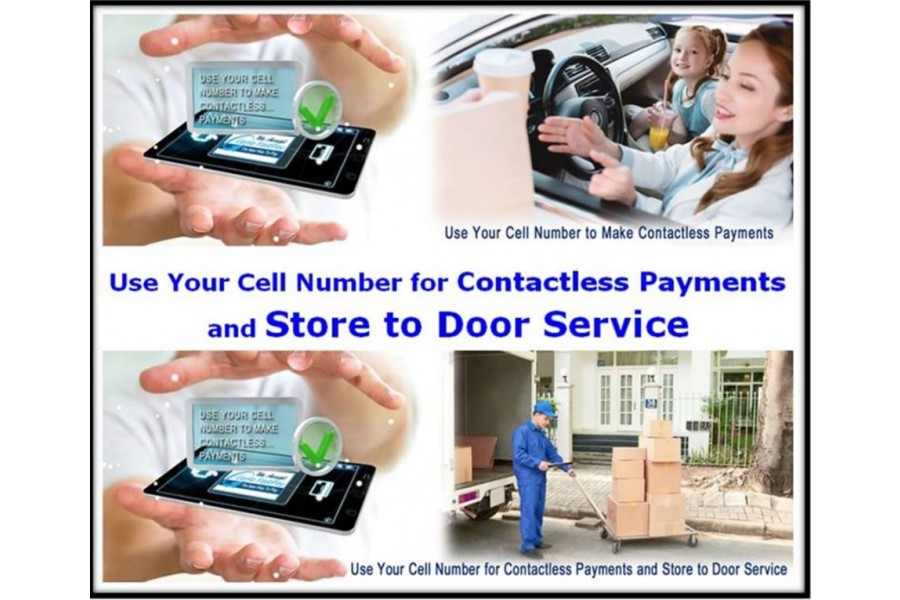 USE YOUR CELL
NUMBER TO MAKE
CONTACTLESS...
PAYMENTS
Use Your Cell Number to Make Contactless Payments
Use Your Cell Number for Contactless Payments
and Store to Door Service
USE YOUR CELL
NUMBER TO MAKE
CONTACTLESS...
PAYMENTS
Use Your Cell Number for Contactless Payments and Store to Door Service